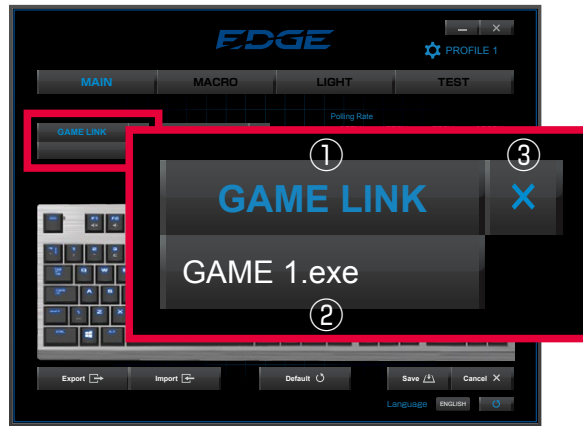 EDGE
PROFILE 1
MAIN MACRO LIGHT TEST
Polling Rate
GAME LINK
① ③
GAME LINK ×
GAME 1.exe
②
Export Import Default Save Cancel
Language ENGLISH